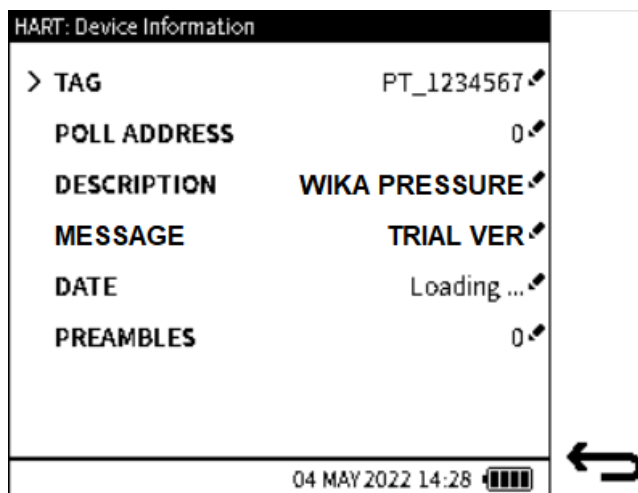 HART: Device Information
> TAG PT_1234567
POLL ADDRESS 0
DESCRIPTION WIKA PRESSURE
MESSAGE TRIAL VER
DATE Loading ...
PREAMBLES 0
04 MAY 2022 14:28